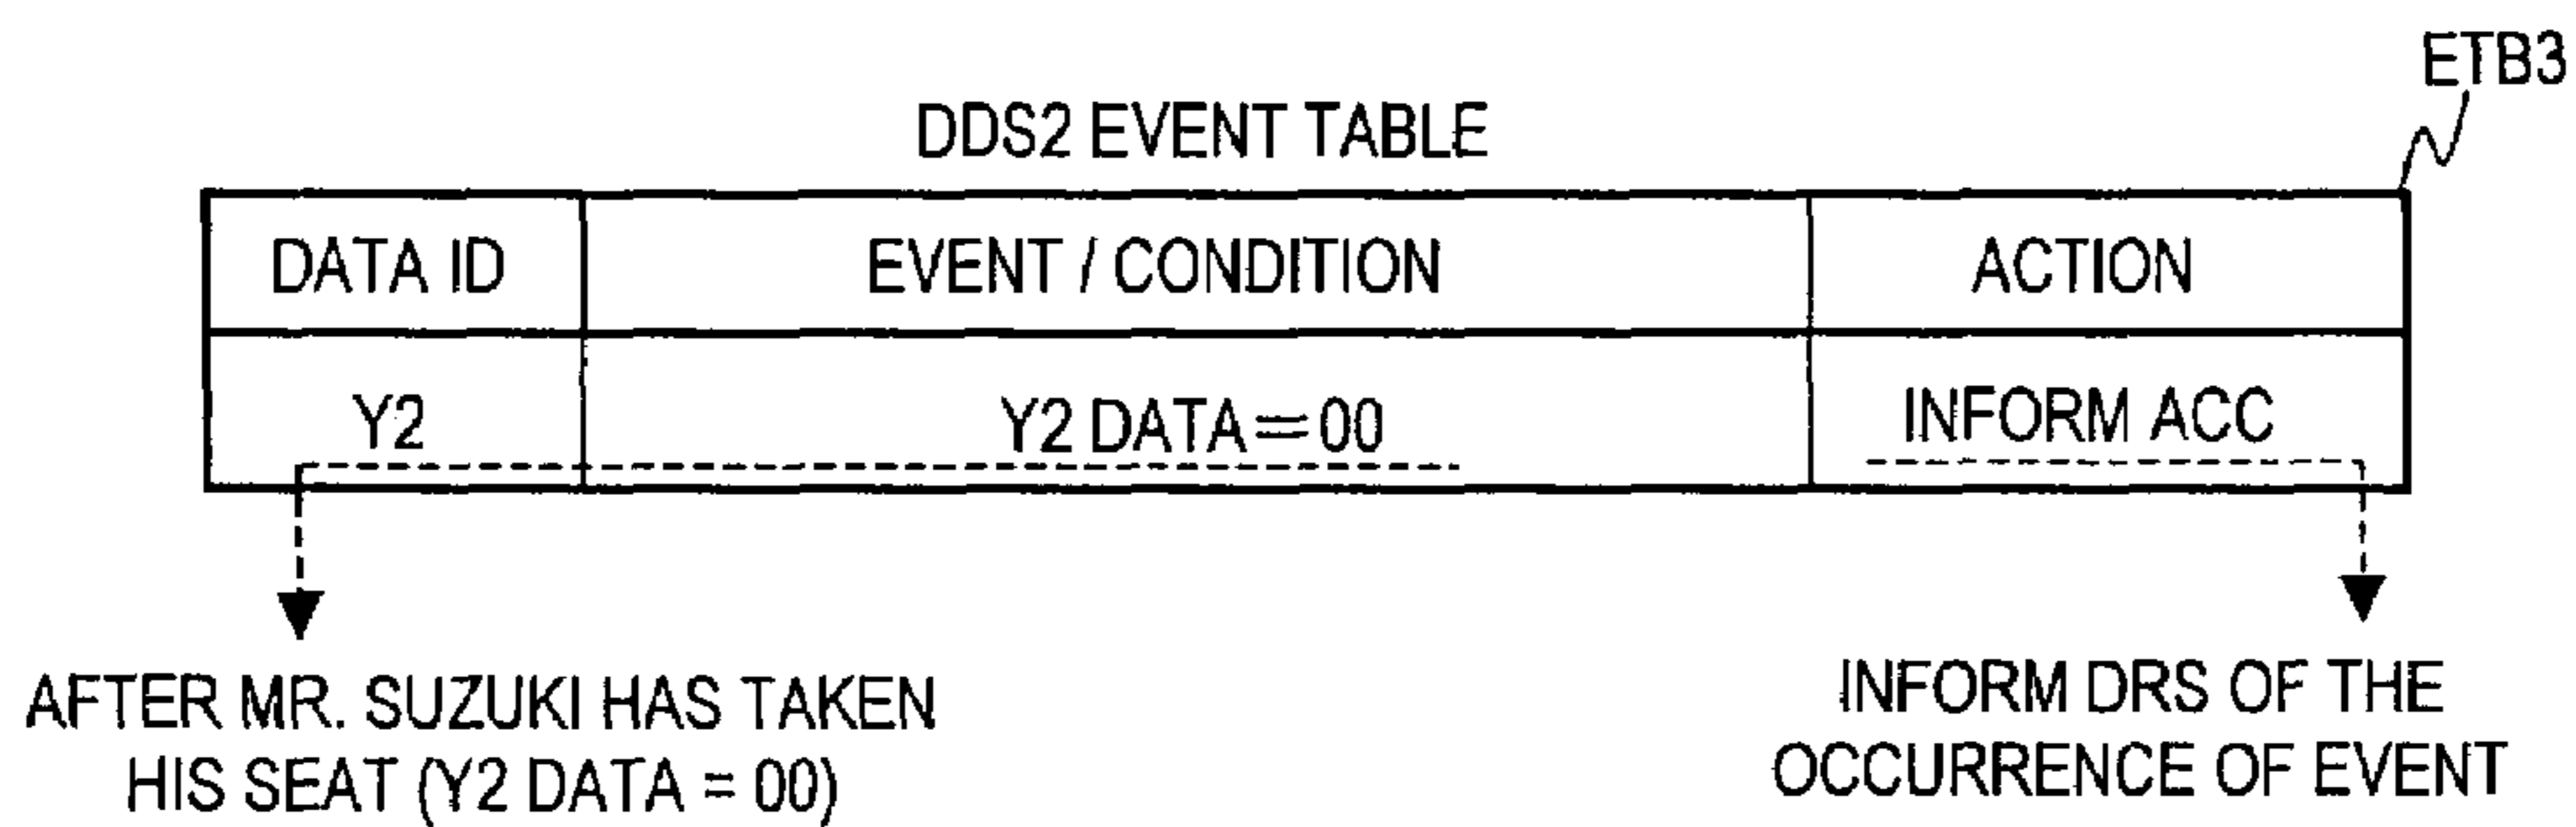 ETB3
DDS2 EVENT TABLE
DATA ID EVENT / CONDITION ACTION
Y2 Y2 DATA=00 INFORM ACC
AFTER MR. SUZUKI HAS TAKEN
HIS SEAT (Y2 DATA = 00)
INFORM DRS OF THE
OCCURRENCE OF EVENT